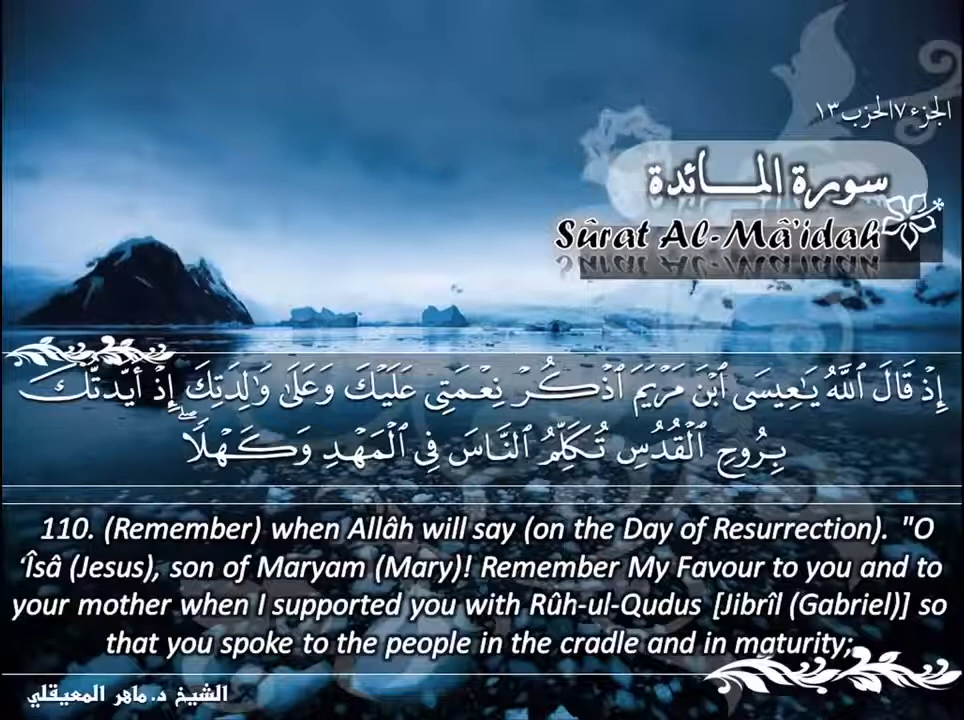 الجزء ٧ الحزب ١٣
سورة المائدة
Sûrat Al-Mâ'idah
إِذْ قَالَ ٱللَّهُ يَـٰعِيسَى ٱبْنَ مَرْيَمَ ٱذْكُرْ نِعْمَتِى عَلَيْكَ وَعَلَىٰ وَٰلِدَتِكَ إِذْ أَيَّدتُّكَ
بِرُوحِ ٱلْقُدُسِ تُكَلِّمُ ٱلنَّاسَ فِى ٱلْمَهْدِ وَكَهْلًا ۖ
110. (Remember) when Allâh will say (on the Day of Resurrection). "O
‘Îsâ (Jesus), son of Maryam (Mary)! Remember My Favour to you and to
your mother when I supported you with Rûh-ul-Qudus [Jibrîl (Gabriel)] so
that you spoke to the people in the cradle and in maturity;
الشيخ د. ماهر المعيقلي